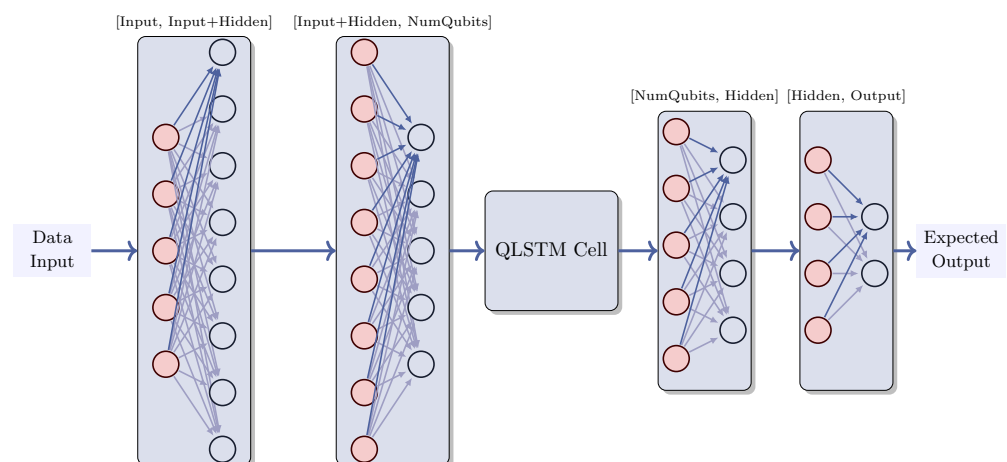 [Input, Input+Hidden]
[Input+Hidden, NumQubits]
[NumQubits, Hidden]
[Hidden, Output]
Data
Input
QLSTM Cell
Expected
Output